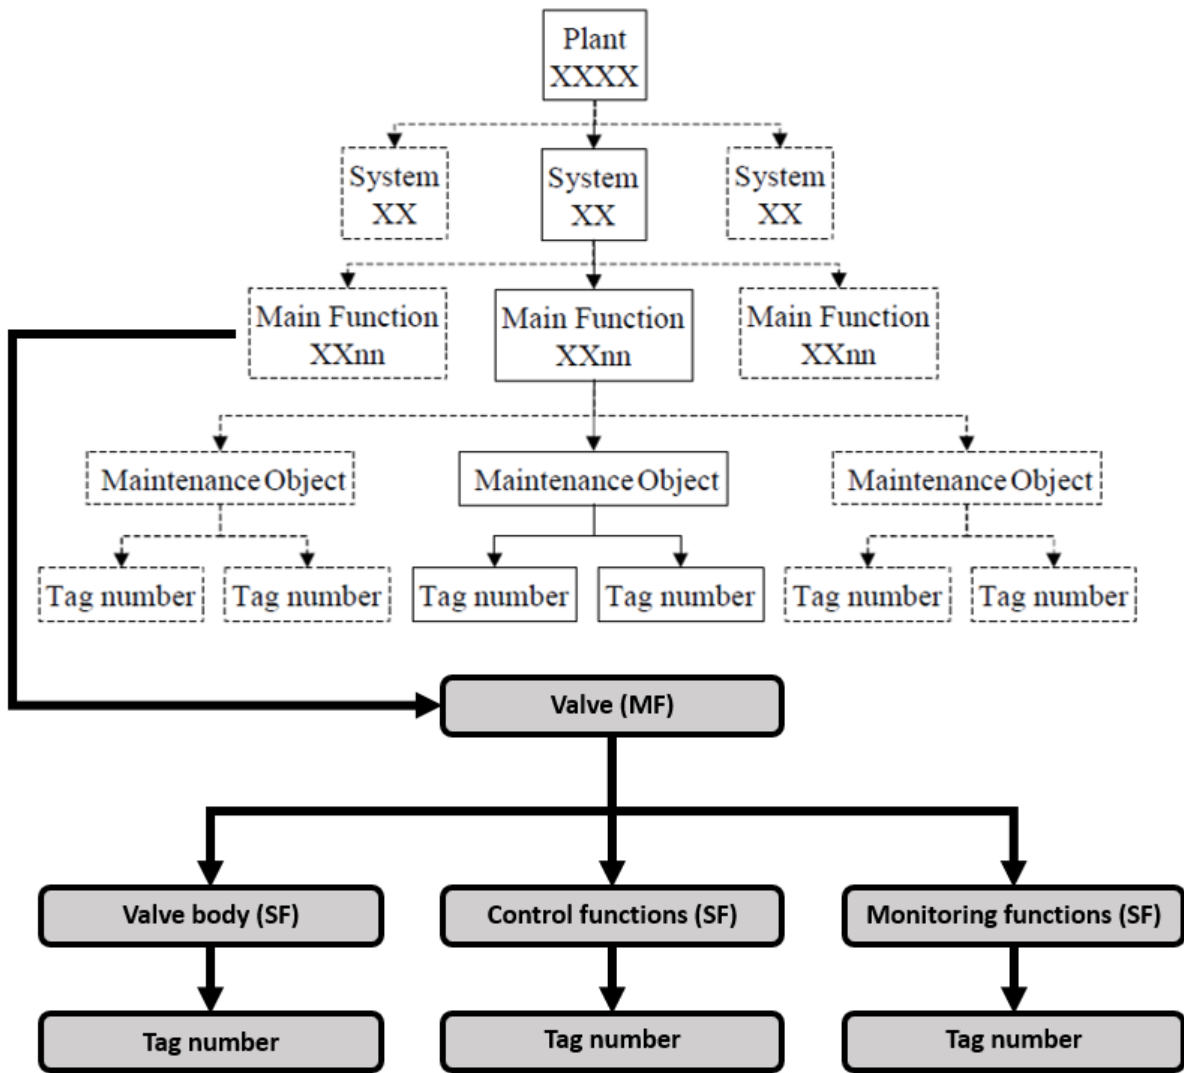 Plant
XXXX
System
XX
System
XX
System
XX
Main Function
XXnn
Main Function
XXnn
Main Function
XXnn
Maintenance Object
Maintenance Object
Maintenance Object
Tag number
Tag number
Tag number
Tag number
Tag number
Tag number
Valve (MF)
Valve body (SF)
Control functions (SF)
Monitoring functions (SF)
Tag number
Tag number
Tag number